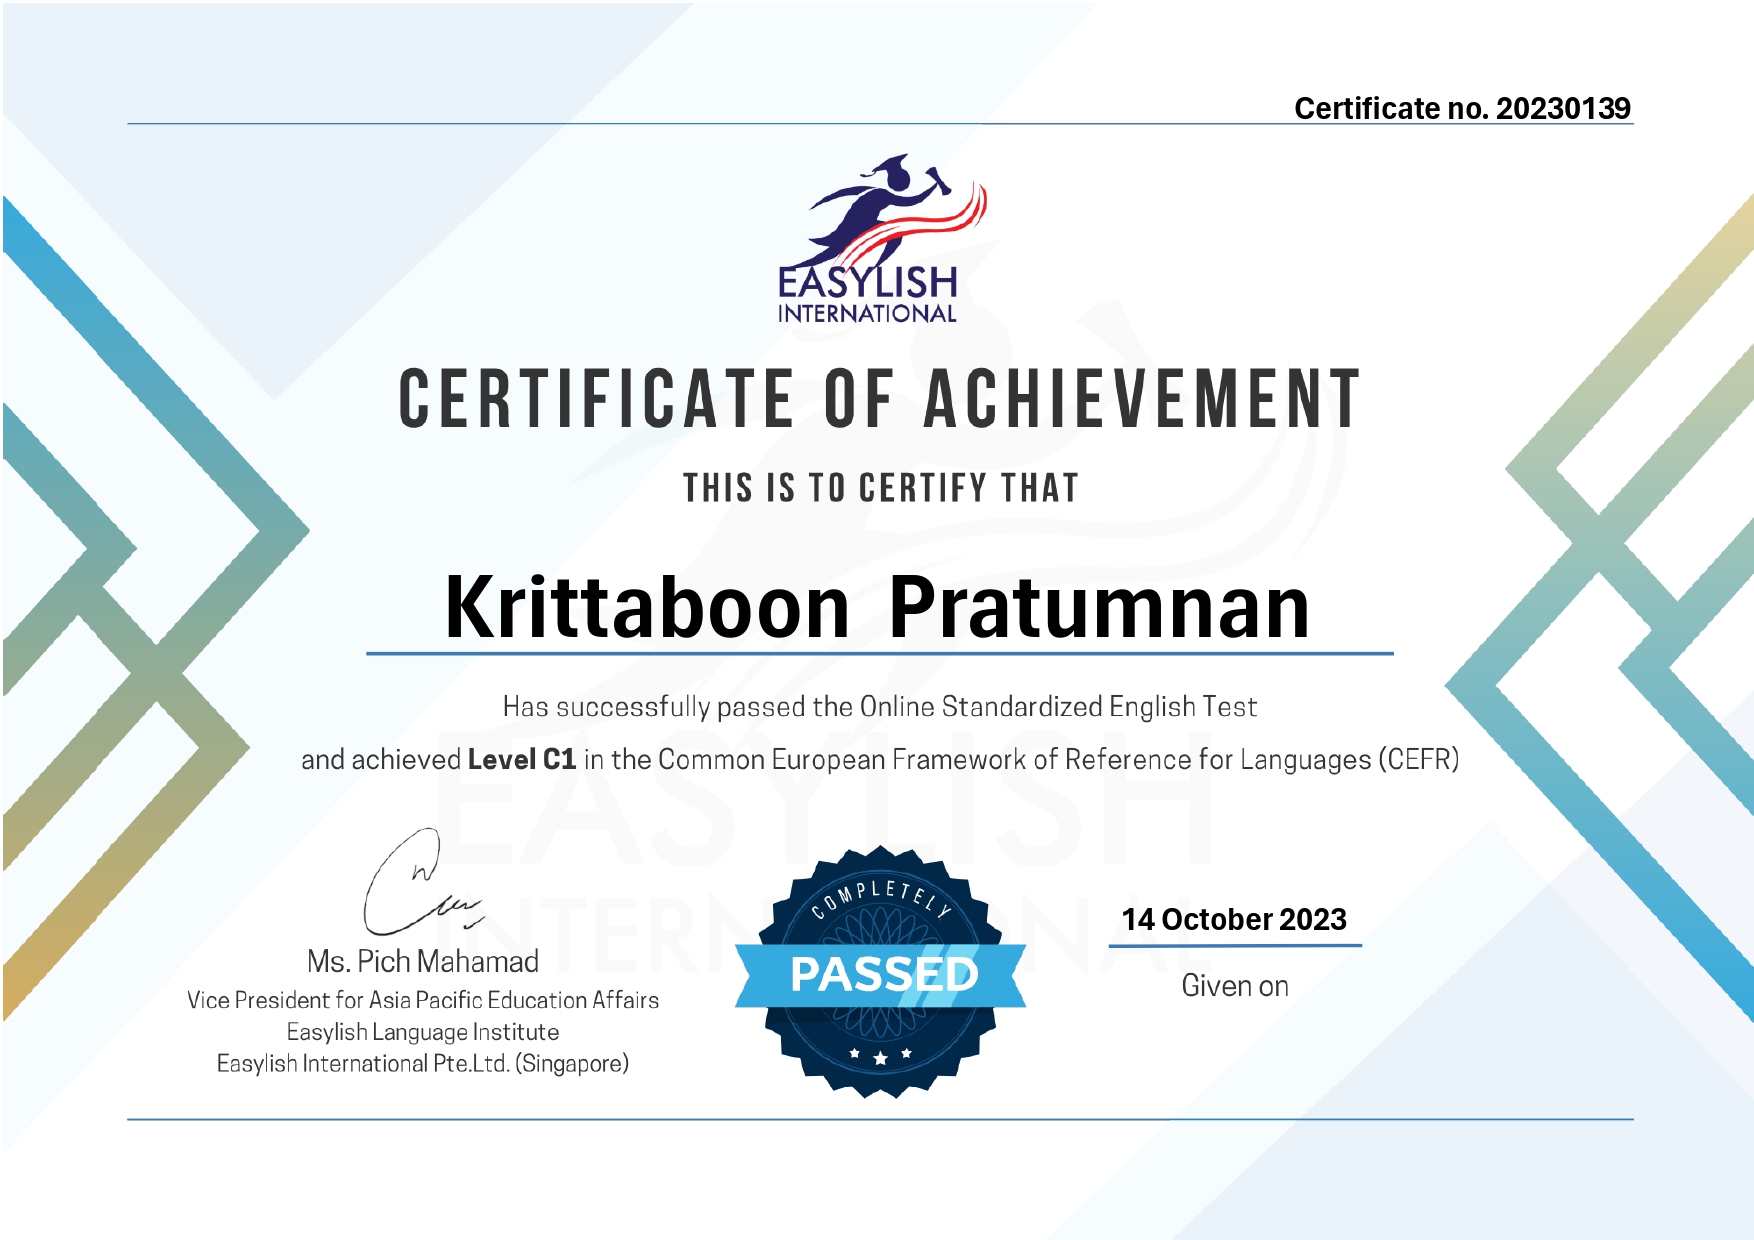 Certificate no. 20230139
EASYLISH
INTERNATIONAL
CERTIFICATE OF ACHIEVEMENT
THIS IS TO CERTIFY THAT
Krittaboon Pratumnan
Has successfully passed the Online Standardized English Test
and achieved Level C1 in the Common European Framework of Reference for Languages (CEFR)
Ms. Pich Mahamad
Vice President for Asia Pacific Education Affairs
Easylish Language Institute
Easylish International Pte.Ltd. (Singapore)
COMPLETELY
PASSED
14 October 2023
Given on
EASYLISH
INTERNATIONAL